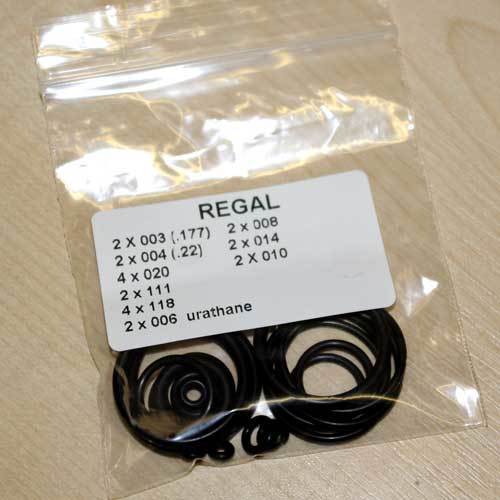 REGAL
2 X 003 (.177)
2 x 004 (.22)
4 x 020
2 x 111
4 x 118
2 x 006 urathane
2 x 008
2 x 014
2 X 010